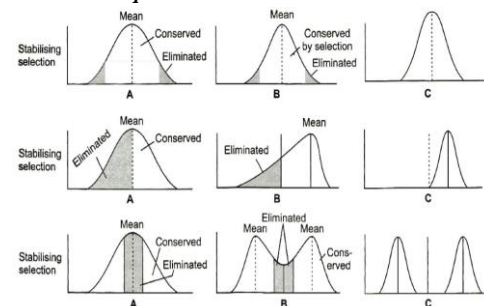 Mean
Stabilising
selection
Conserved
Eliminated
A
Mean
Conserved
by selection
Eliminated
B
C
Stabilising
selection
Eliminated
Mean
Conserved
A
Eliminated
Mean
B
C
Stabilising
selection
Mean
Conserved
Eliminated
A
Eliminated
Mean
Mean
Cons-
erved
B